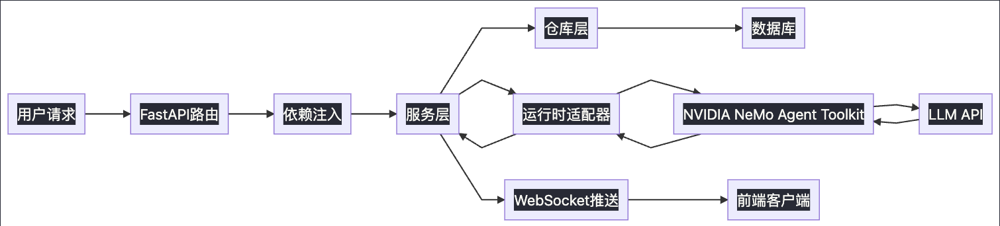 仓库层
数据库
用户请求
FastAPI路由
依赖注入
服务层
运行时适配器
NVIDIA NeMo Agent Toolkit
LLM API
WebSocket推送
前端客户端